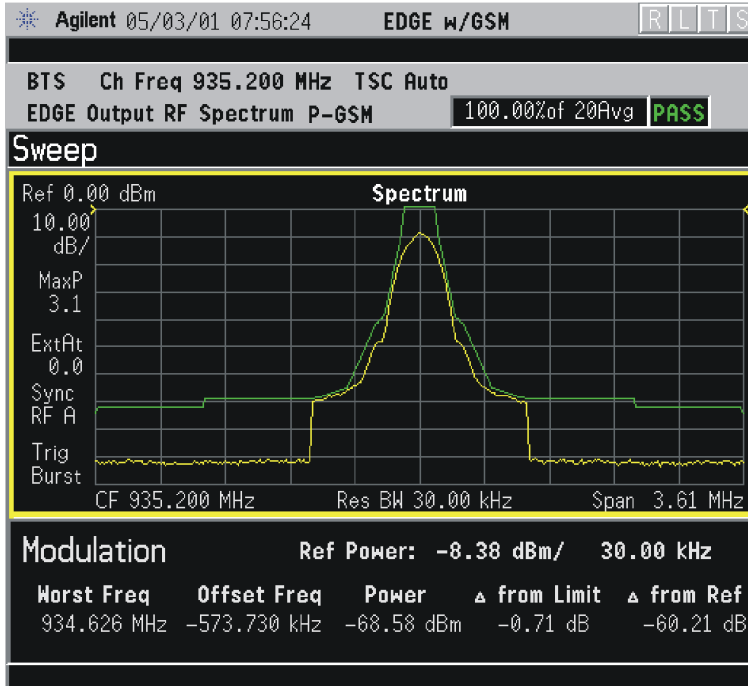 Agilent 05/03/01 07:56:24 EDGE w/GSM R L T S
BTS Ch Freq 935.200 MHz TSC Auto
EDGE Output RF Spectrum P-GSM 100.00%of 20Avg PASS
Sweep
Ref 0.00 dBm Spectrum
10.00
dB/
MaxP
3.1
ExtAt
0.0
Sync
RF A
Trig
Burst
CF 935.200 MHz Res BW 30.00 kHz Span 3.61 MHz
Modulation Ref Power: -8.38 dBm/ 30.00 kHz
Worst Freq Offset Freq Power Δ from Limit Δ from Ref
934.626 MHz -573.730 kHz -68.58 dBm -0.71 dB -60.21 dB